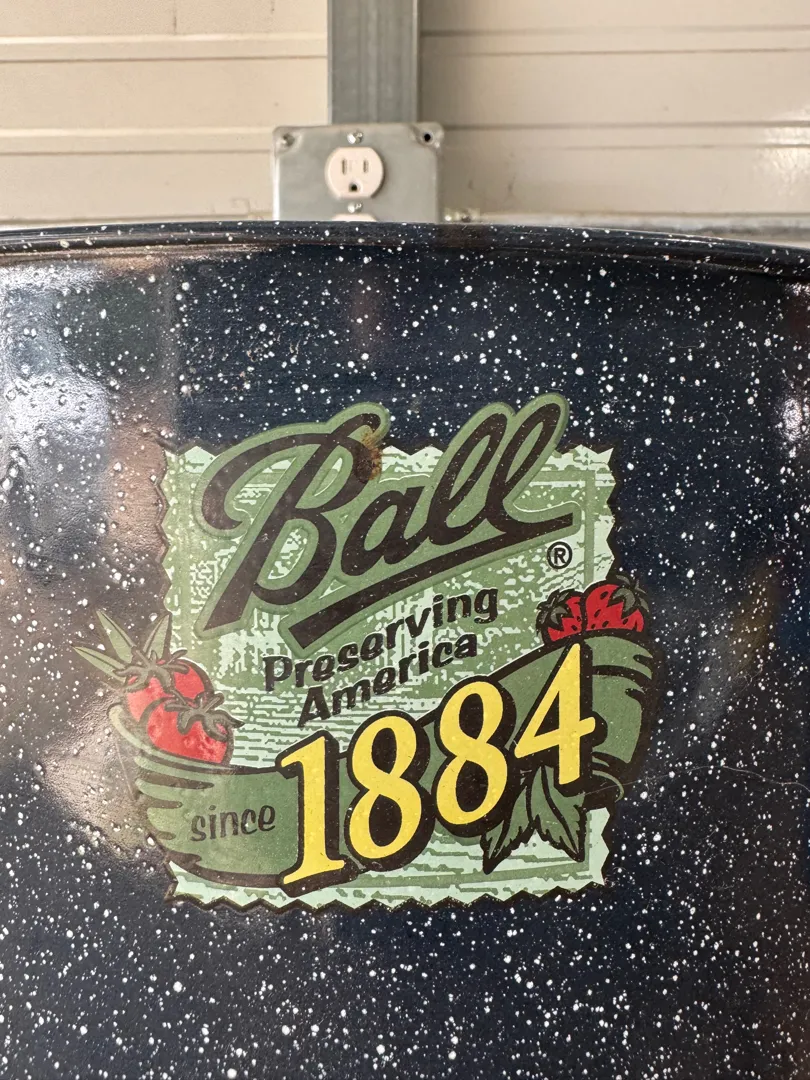 Ball®
Preserving
America
since 1884